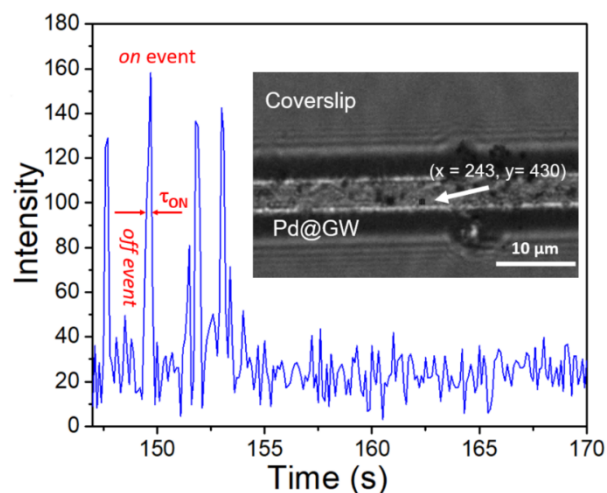 Intensity
180
160
140
120
100
80
60
40
20
0
on event
τON
off event
Coverslip
(x = 243, y= 430)
Pd@GW
10 μm
150
155
160
165
170
Time (s)